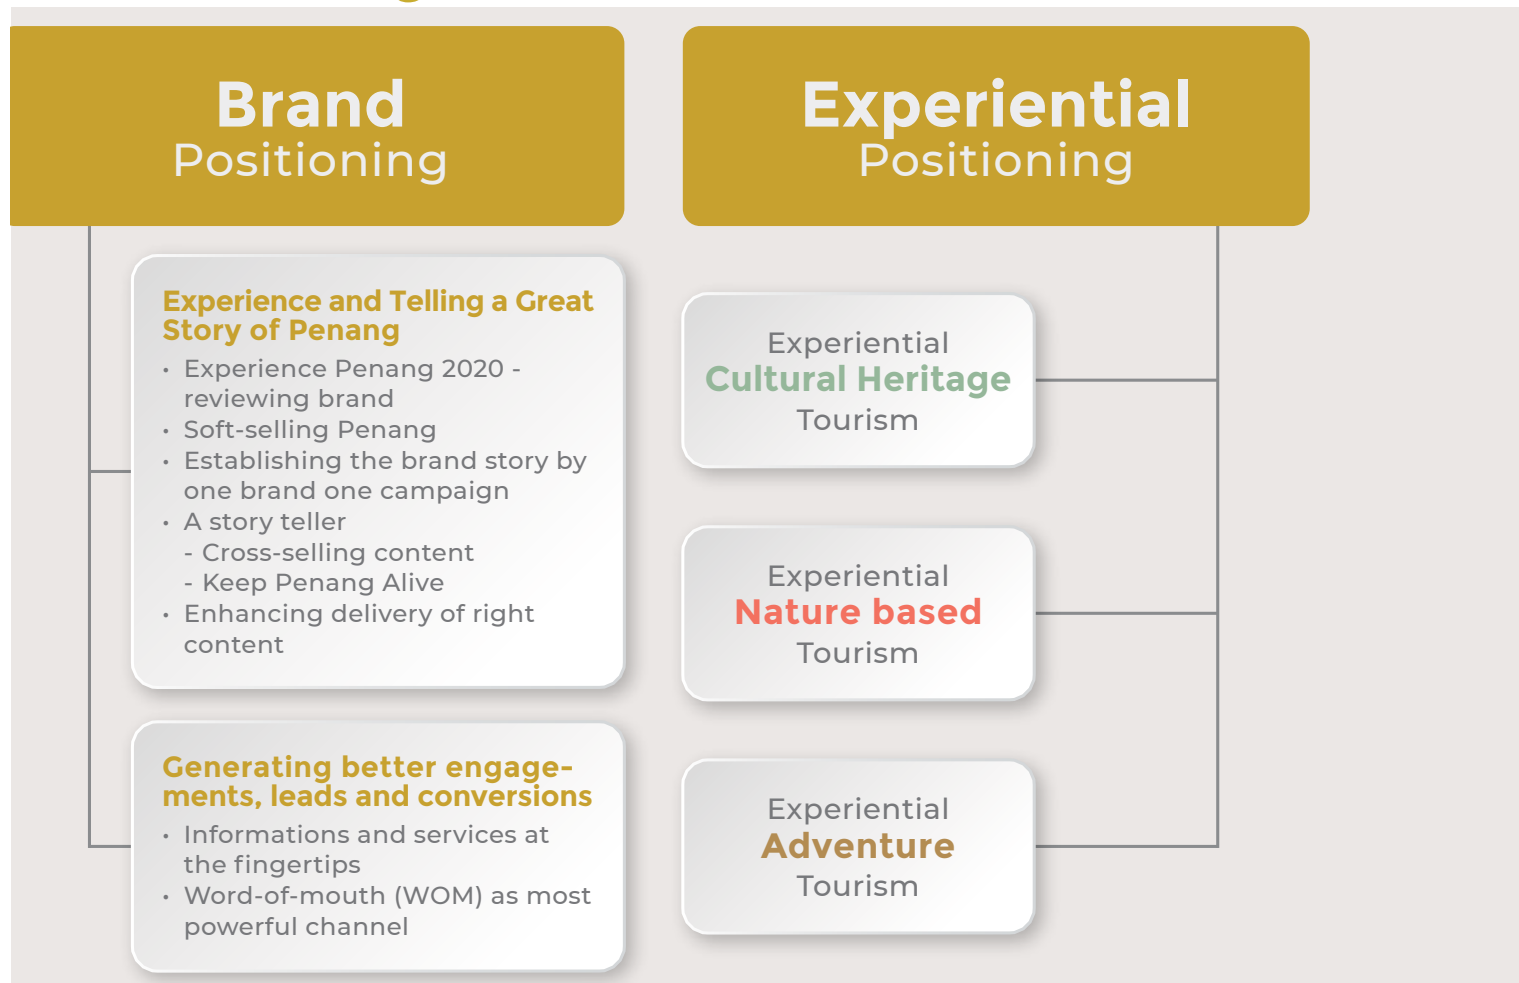 Brand
Positioning
Experience and Telling a Great
Story of Penang
• Experience Penang 2020 -
reviewing brand
• Soft-selling Penang
• Establishing the brand story by
one brand one campaign
• A story teller
- Cross-selling content
- Keep Penang Alive
• Enhancing delivery of right
content
Generating better engage-
ments, leads and conversions
• Informations and services at
the fingertips
• Word-of-mouth (WOM) as most
powerful channel
Experiential
Positioning
Experiential
Cultural Heritage
Tourism
Experiential
Nature based
Tourism
Experiential
Adventure
Tourism